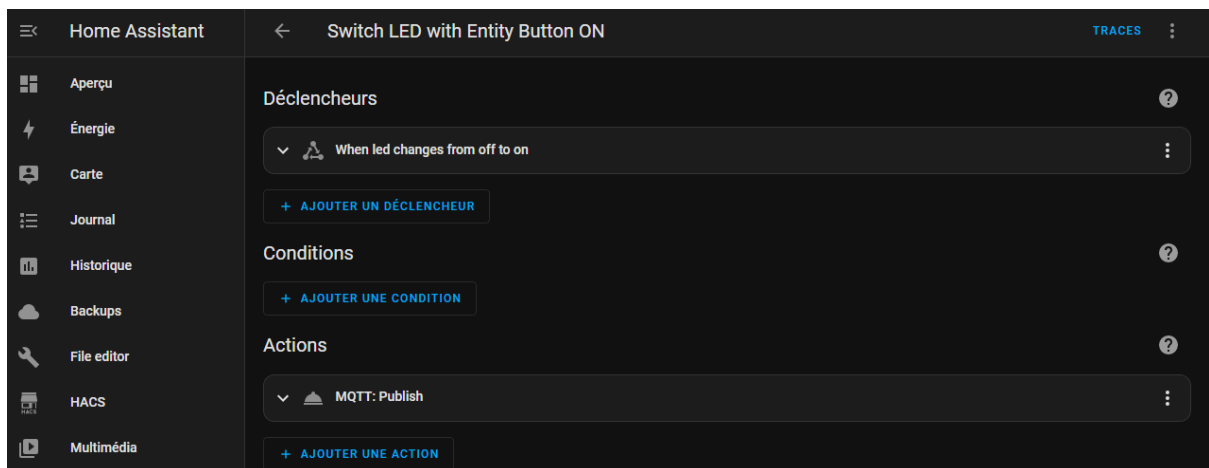 Home Assistant
Switch LED with Entity Button ON
TRACES
Aperçu
Énergie
Carte
Journal
Historique
Backups
File editor
HACS
HACS
Multimédia
Déclencheurs
When led changes from off to on
+ AJOUTER UN DÉCLENCHEUR
Conditions
+ AJOUTER UNE CONDITION
Actions
MQTT: Publish
+ AJOUTER UNE ACTION